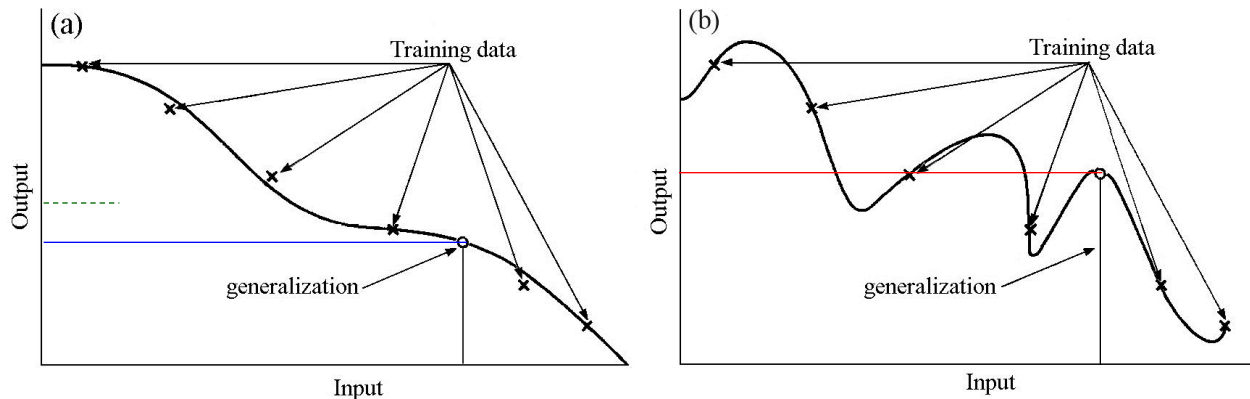 (a)
Training data
Output
generalization
Input
(b)
Training data
Output
generalization
Input